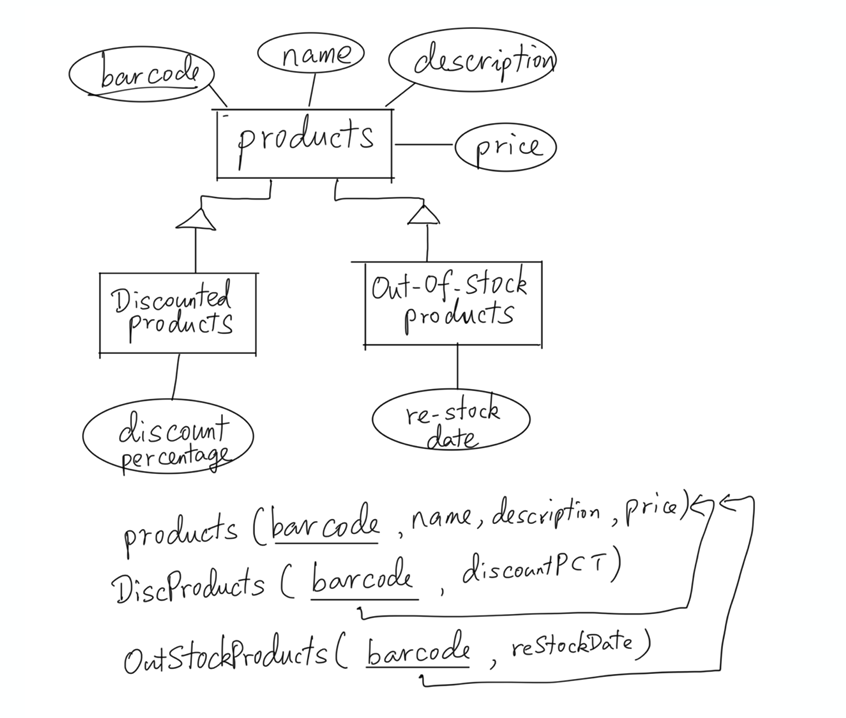 barcode
name
description
products
price
Discounted
products
Out-Of-Stock
products
discount
percentage
re-stock
date
products (barcode, name, description, price)
DiscProducts (barcode, discountPCT)
OutStockProducts (barcode, reStockDate)